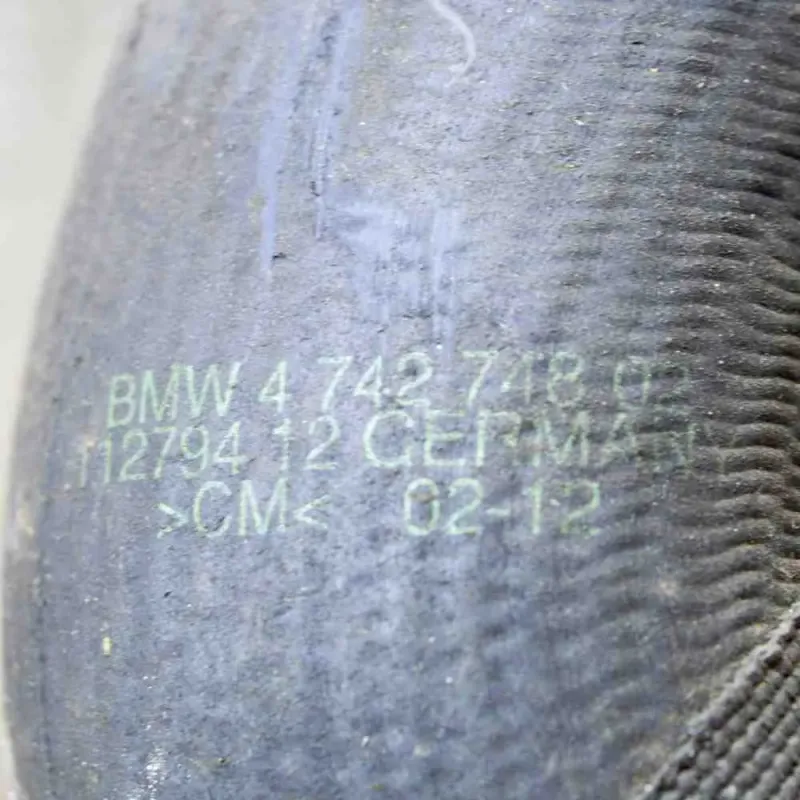 BMW 4 742 748 02
112794 12 GERMANY
>CM< 02-12